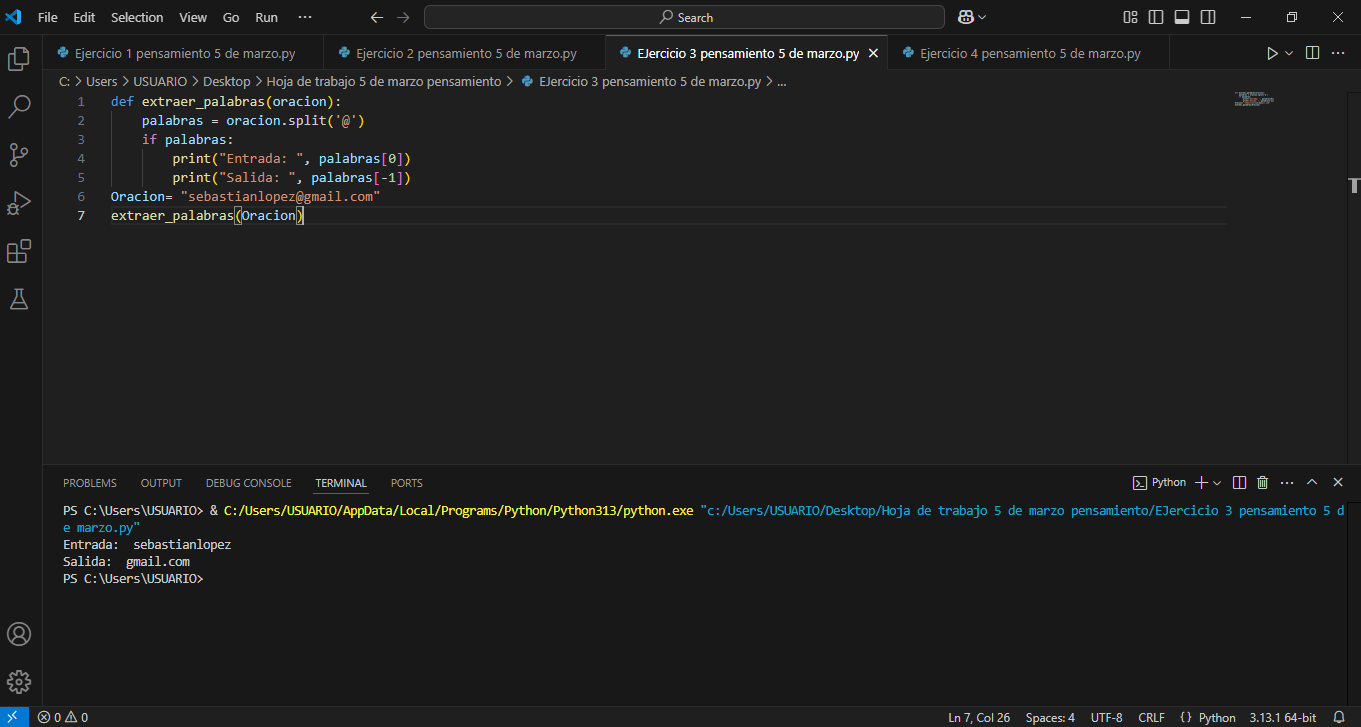 File Edit Selection View Go Run ··· Search
Ejercicio 1 pensamiento 5 de marzo.py Ejercicio 2 pensamiento 5 de marzo.py EJercicio 3 pensamiento 5 de marzo.py Ejercicio 4 pensamiento 5 de marzo.py
C: > Users > USUARIO > Desktop > Hoja de trabajo 5 de marzo pensamiento > EJercicio 3 pensamiento 5 de marzo.py > ...
1 def extraer_palabras(oracion):
2     palabras = oracion.split('@')
3     if palabras:
4         print("Entrada: ", palabras[0])
5         print("Salida: ", palabras[-1])
6 Oracion= "sebastianlopez@gmail.com"
7 extraer_palabras(Oracion)
PROBLEMS OUTPUT DEBUG CONSOLE TERMINAL PORTS Python
PS C:\Users\USUARIO> & C:/Users/USUARIO/AppData/Local/Programs/Python/Python313/python.exe "c:/Users/USUARIO/Desktop/Hoja de trabajo 5 de marzo pensamiento/EJercicio 3 pensamiento 5 d
e marzo.py"
Entrada:  sebastianlopez
Salida:  gmail.com
PS C:\Users\USUARIO>
0 0 Ln 7, Col 26 Spaces: 4 UTF-8 CRLF { } Python 3.13.1 64-bit